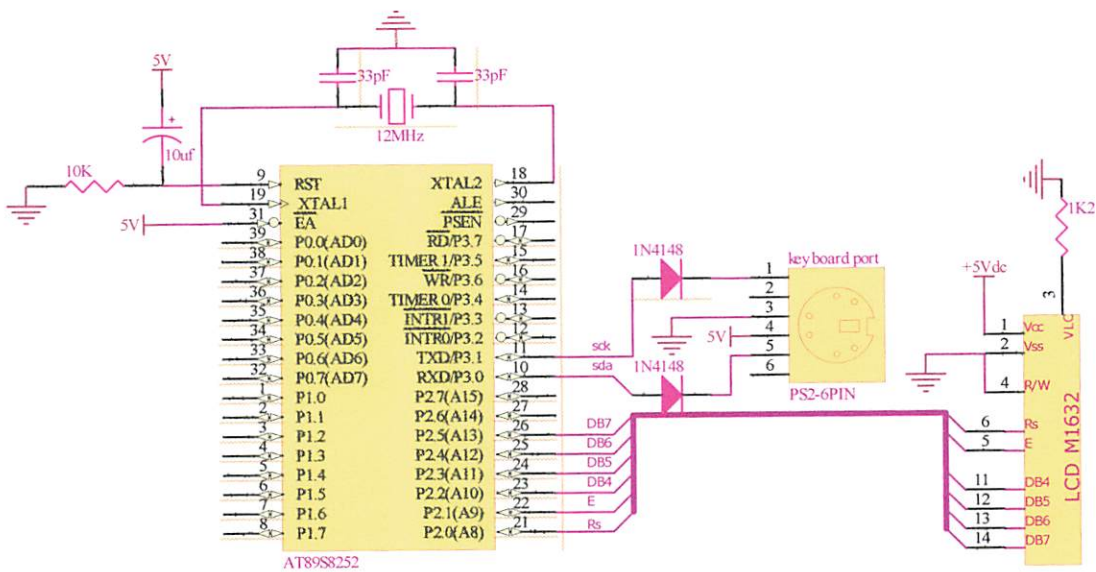 5V
33pF
33pF
+
10uf
12MHz
10K
9 RST
19 XTAL1
31 EA
5V
39 P0.0(AD0)
38 P0.1(AD1)
37 P0.2(AD2)
36 P0.3(AD3)
35 P0.4(AD4)
34 P0.5(AD5)
33 P0.6(AD6)
32 P0.7(AD7)
1 P1.0
2 P1.1
3 P1.2
4 P1.3
5 P1.4
6 P1.5
7 P1.6
8 P1.7
XTAL2 18
ALE 30
PSEN 29
RD/P3.7 17
TIMER1/P3.5 15
WR/P3.6 16
TIMER0/P3.4 14
INTR1/P3.3 13
INTR0/P3.2 12
TXD/P3.1 11
RXD/P3.0 10
P2.7(A15) 28
P2.6(A14) 27
P2.5(A13) 26
P2.4(A12) 25
P2.3(A11) 24
P2.2(A10) 23
P2.1(A9) 22
P2.0(A8) 21
AT89S8252
sck
sda
DB7
DB6
DB5
DB4
E
Rs
1N4148
1N4148
keyboard port
1
2
3
4
5
6
5V
PS2-6PIN
1K2
+5Vdc
3
VLC
1 Vcc
2 Vss
4 R/W
6 Rs
5 E
11 DB4
12 DB5
13 DB6
14 DB7
LCD M1632